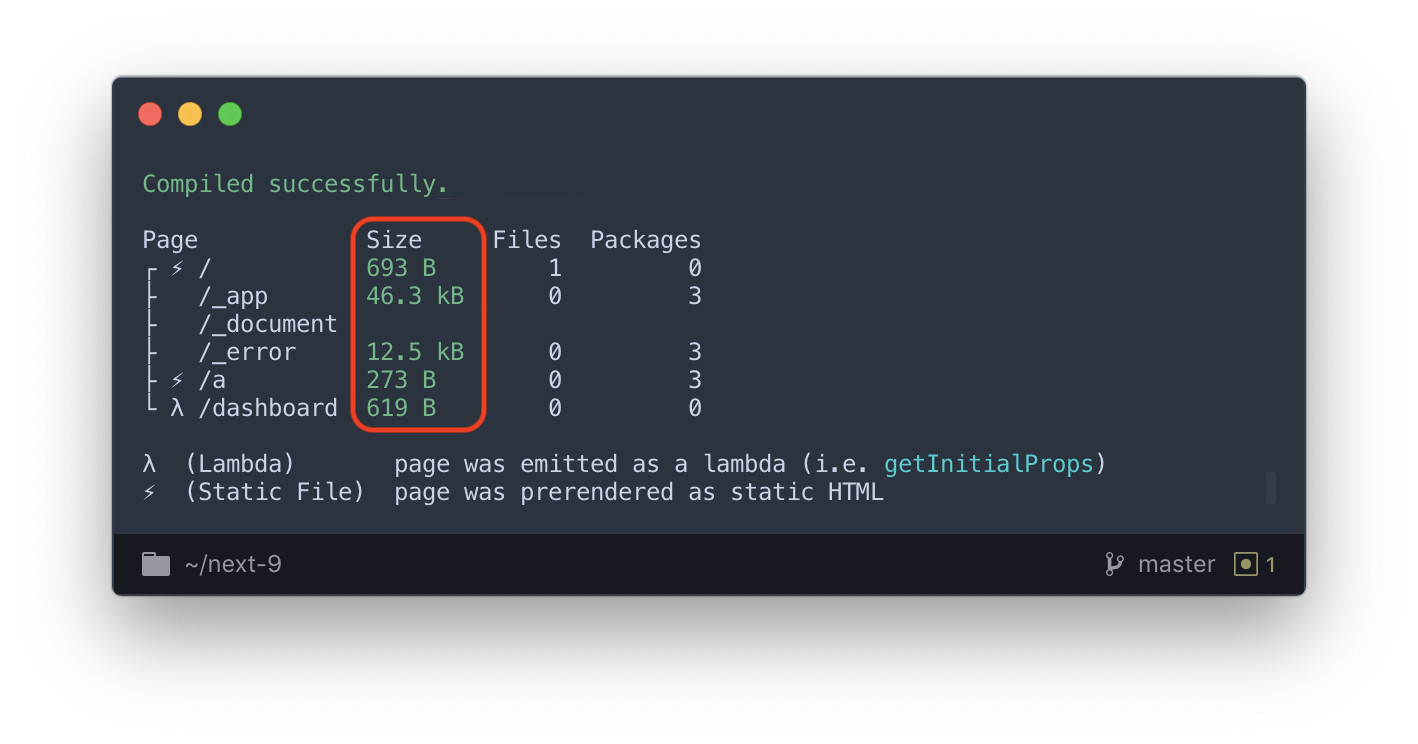 Compiled successfully.
Page Size Files Packages
┌ ⚡ / 693 B 1 0
├ /_app 46.3 kB 0 3
├ /_document
├ /_error 12.5 kB 0 3
├ ⚡ /a 273 B 0 3
└ λ /dashboard 619 B 0 0
λ (Lambda) page was emitted as a lambda (i.e. getInitialProps)
⚡ (Static File) page was prerendered as static HTML
~/next-9 master 1